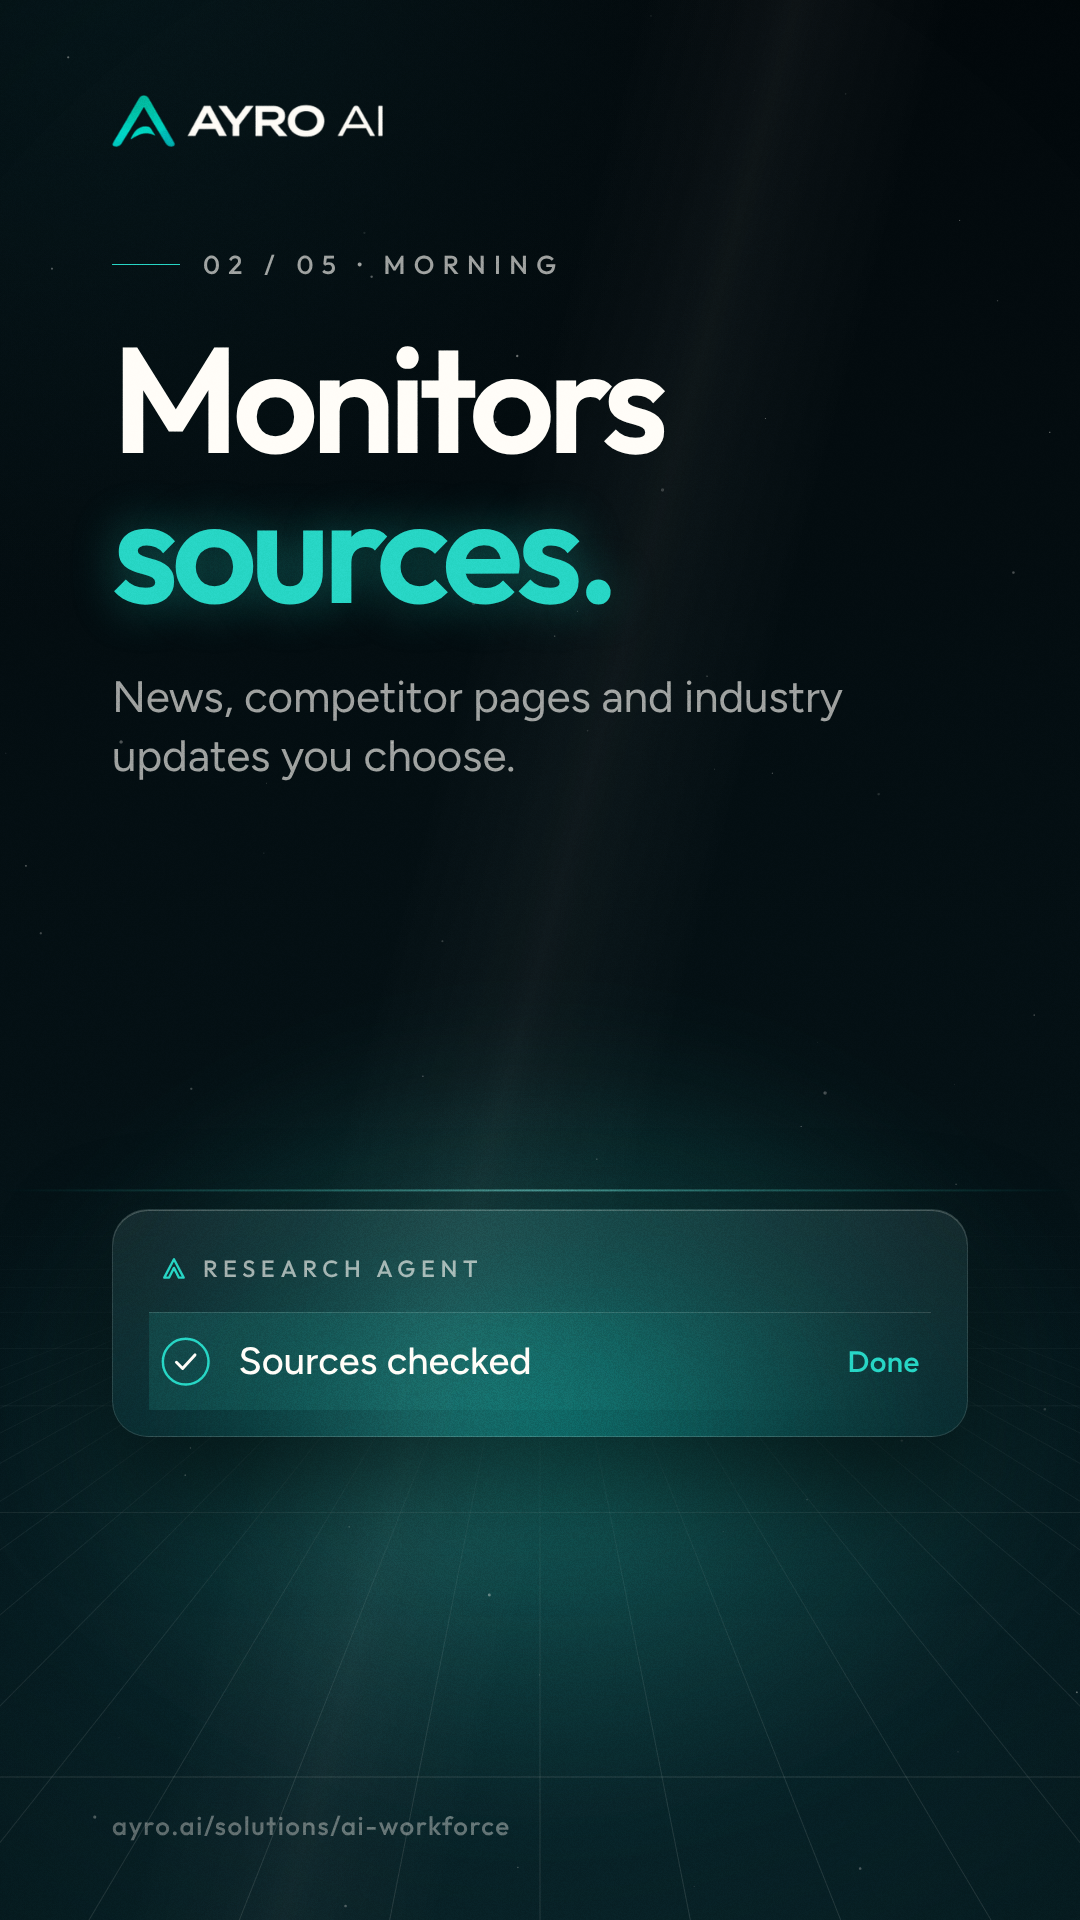 AYRO AI
02 / 05 · MORNING
Monitors
sources.
News, competitor pages and industry
updates you choose.
RESEARCH AGENT
Sources checked
Done
ayro.ai/solutions/ai-workforce